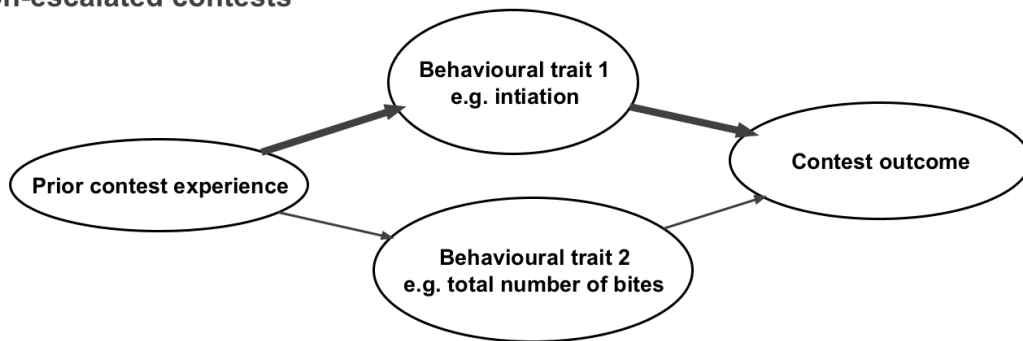 -escalated contests
Behavioural trait 1
e.g. intiation
Prior contest experience
Contest outcome
Behavioural trait 2
e.g. total number of bites